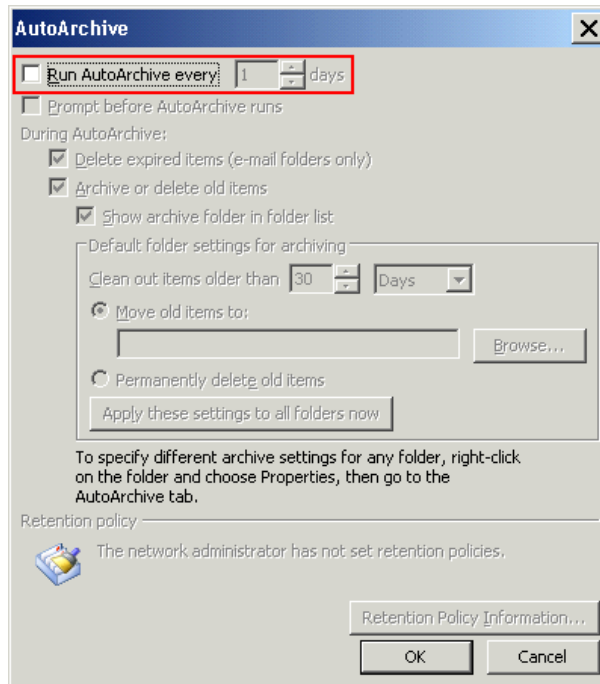 AutoArchive
Run AutoArchive every 1 days
Prompt before AutoArchive runs
During AutoArchive:
Delete expired items (e-mail folders only)
Archive or delete old items
Show archive folder in folder list
Default folder settings for archiving
Clean out items older than 30 Days
Move old items to:
Browse...
Permanently delete old items
Apply these settings to all folders now
To specify different archive settings for any folder, right-click
on the folder and choose Properties, then go to the
AutoArchive tab.
Retention policy
The network administrator has not set retention policies.
Retention Policy Information...
OK Cancel